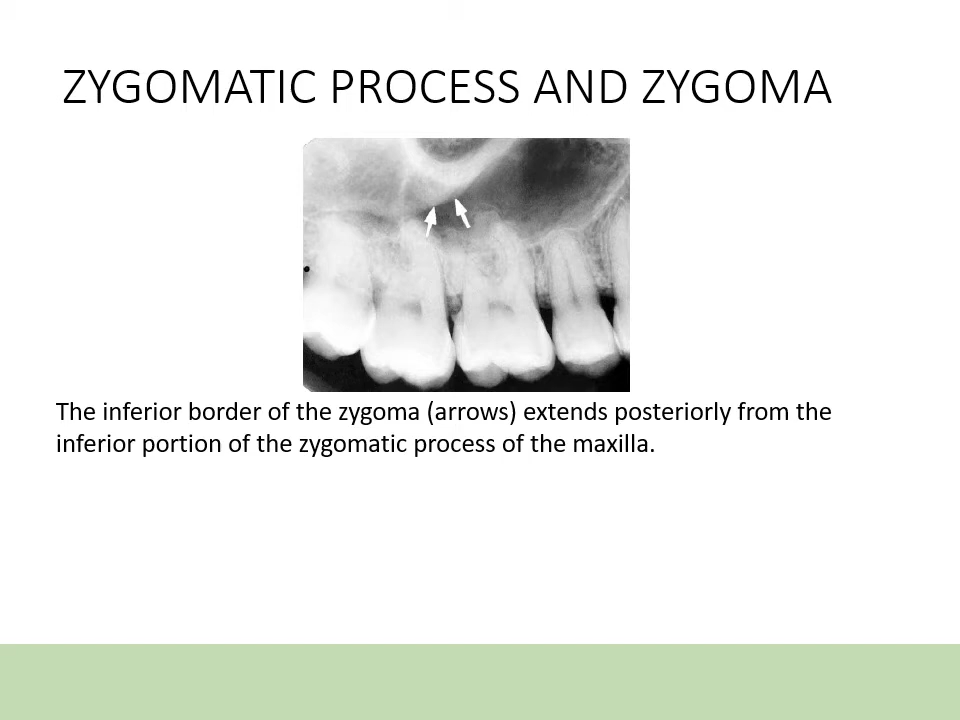 ZYGOMATIC PROCESS AND ZYGOMA
The inferior border of the zygoma (arrows) extends posteriorly from the
inferior portion of the zygomatic process of the maxilla.